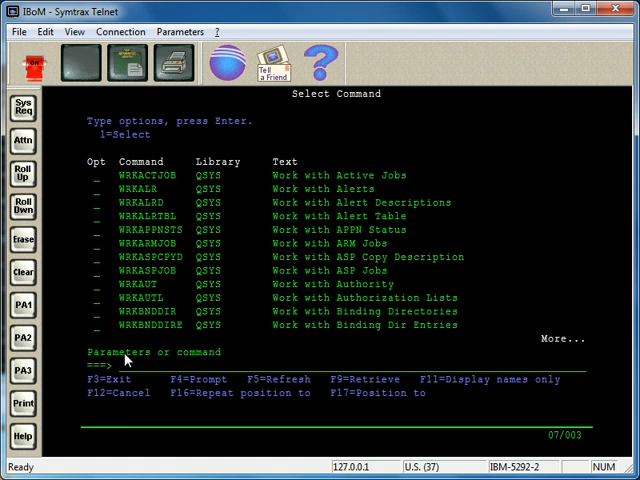 IBoM - Symtrax Telnet
File Edit View Connection Parameters ?
ON
Tell a Friend
Sys Req
Attn
Roll Up
Roll Dwn
Erase
Clear
PA1
PA2
PA3
Print
Help
Select Command
Type options, press Enter.
1=Select
Opt Command Library Text
_ WRKACTJOB QSYS Work with Active Jobs
_ WRKALR QSYS Work with Alerts
_ WRKALRD QSYS Work with Alert Descriptions
_ WRKALRTBL QSYS Work with Alert Table
_ WRKAPPNSTS QSYS Work with APPN Status
_ WRKARMJOB QSYS Work with ARM Jobs
_ WRKASPCPYD QSYS Work with ASP Copy Description
_ WRKASPJOB QSYS Work with ASP Jobs
_ WRKAUT QSYS Work with Authority
_ WRKAUTL QSYS Work with Authorization Lists
_ WRKBNDDIR QSYS Work with Binding Directories
_ WRKBNDDIRE QSYS Work with Binding Dir Entries
More...
Parameters or command
===>
F3=Exit F4=Prompt F5=Refresh F9=Retrieve F11=Display names only
F12=Cancel F16=Repeat position to F17=Position to
07/003
Ready 127.0.0.1 U.S. (37) IBM-5292-2 NUM